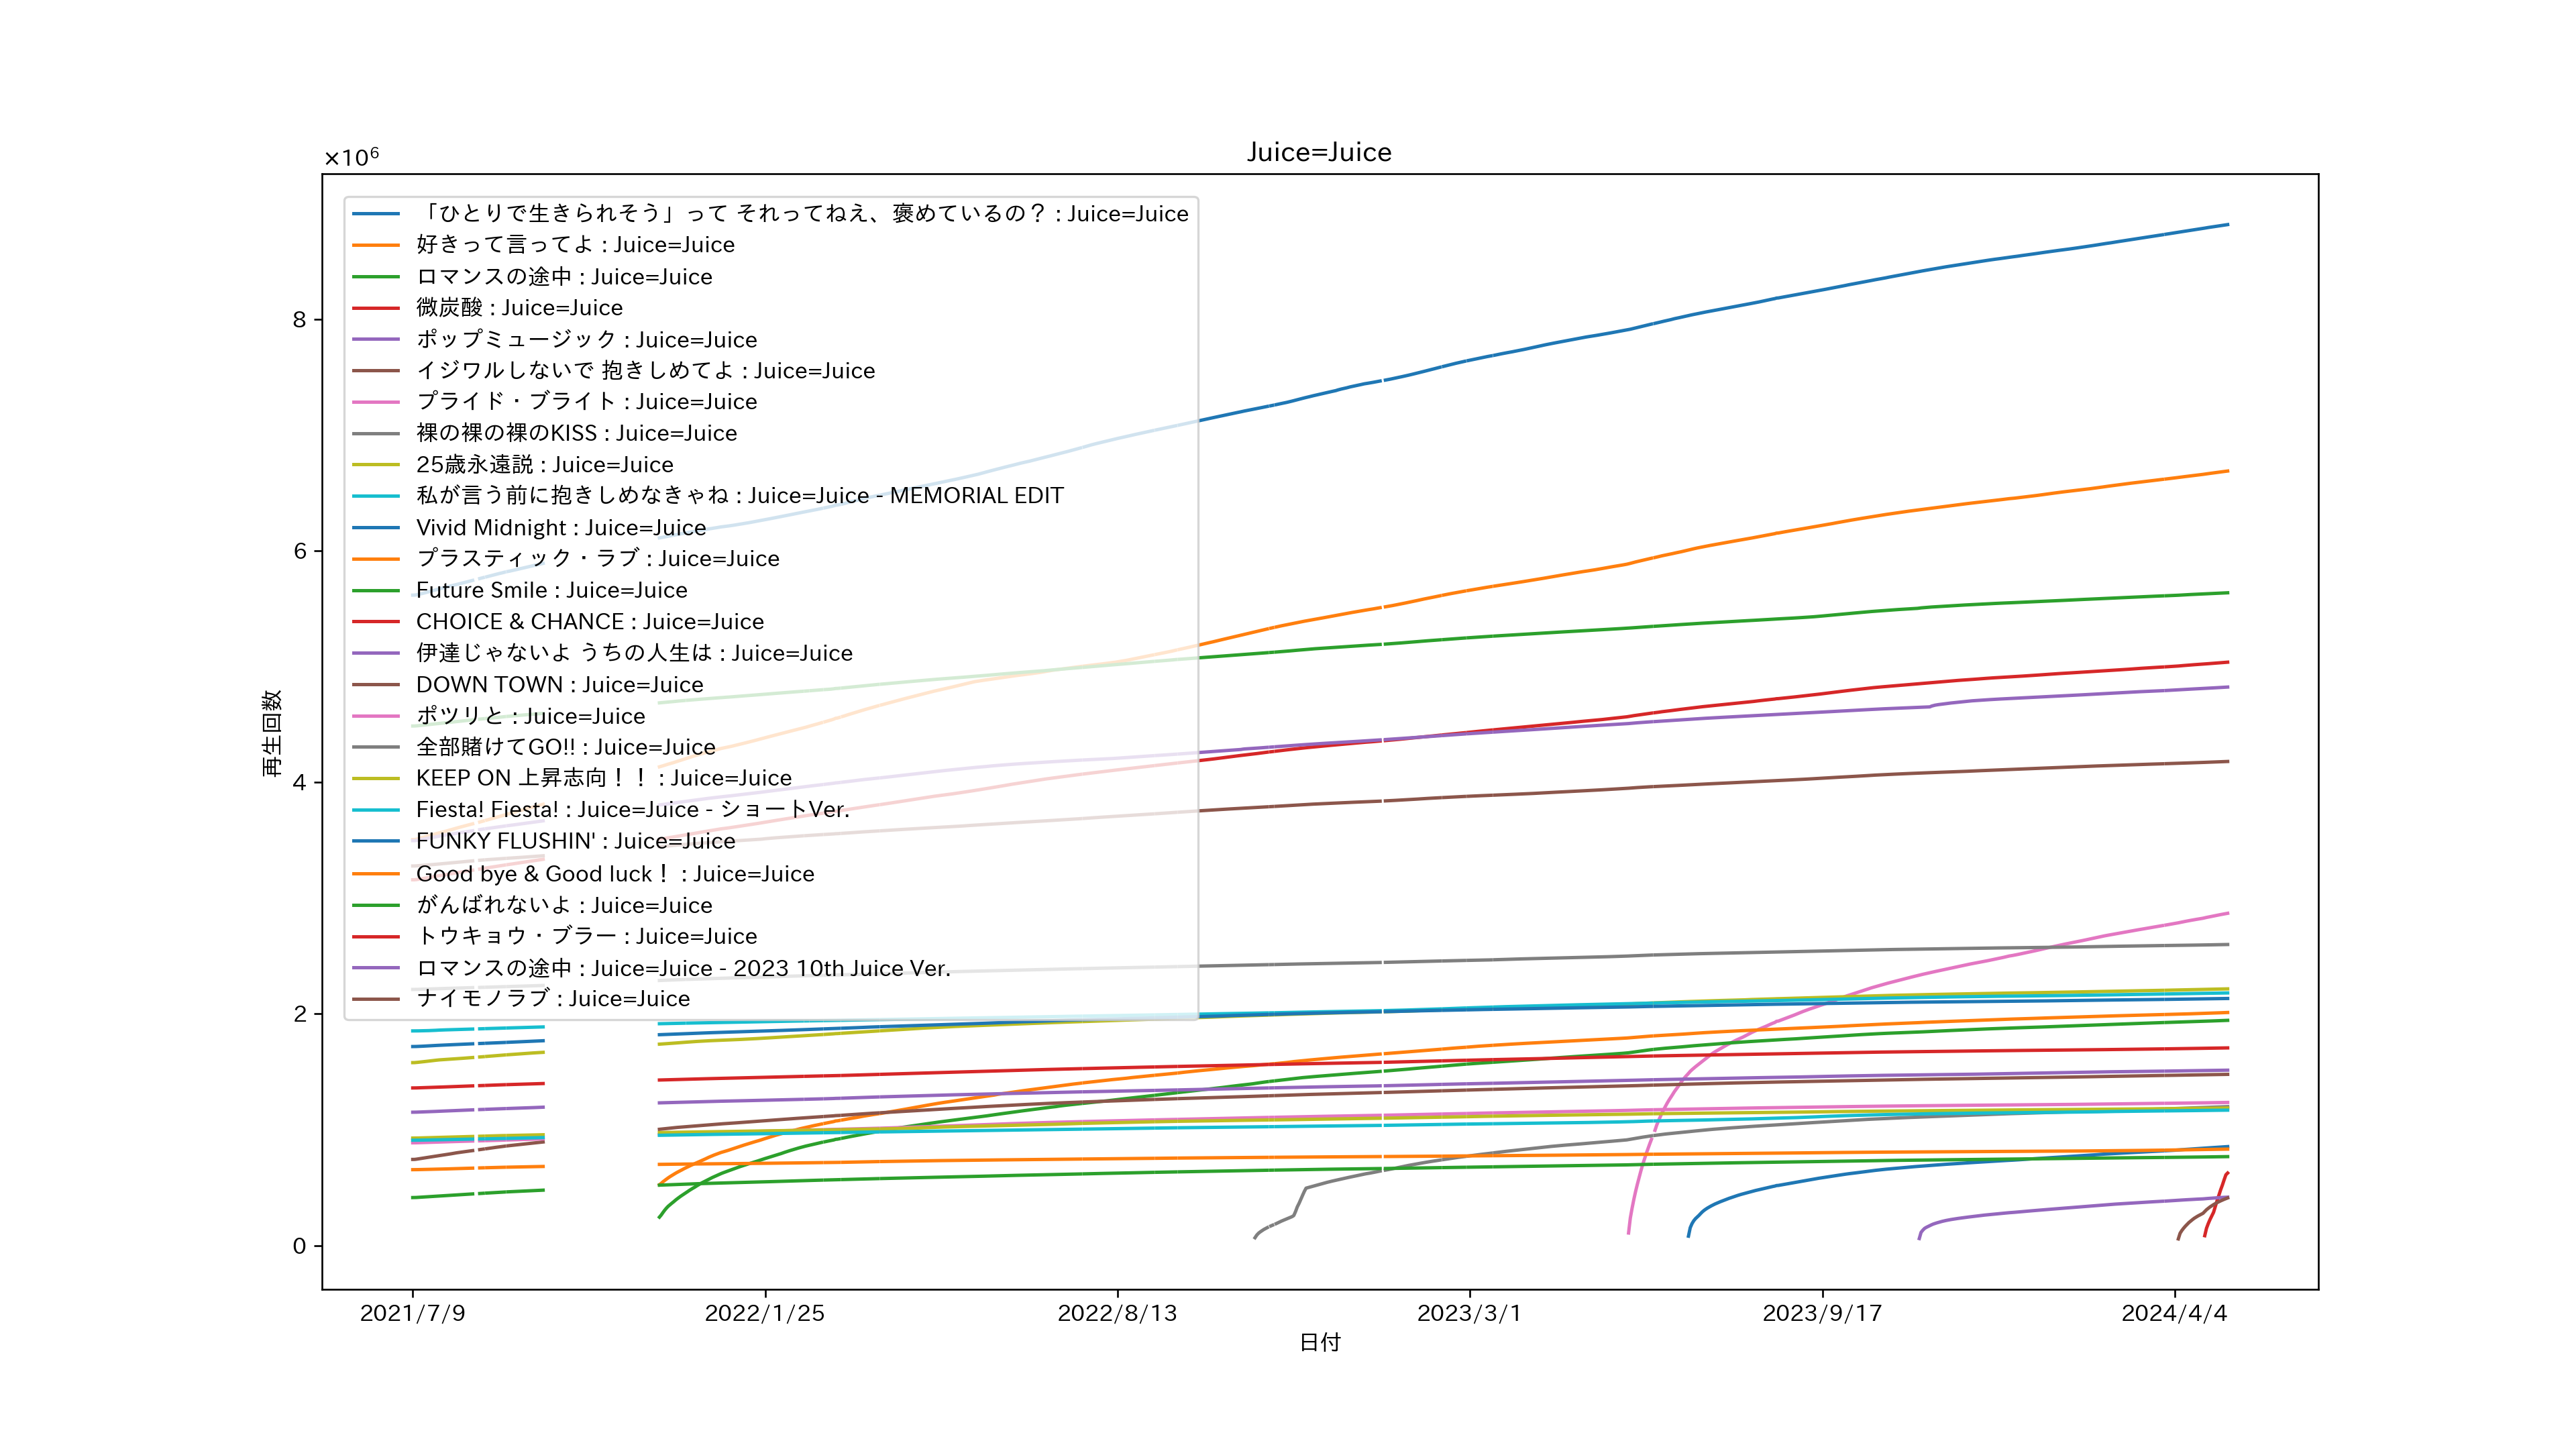 Juice=Juice
×10⁶
「ひとりで生きられそう」って それってねえ、褒めているの？ : Juice=Juice
好きって言ってよ : Juice=Juice
ロマンスの途中 : Juice=Juice
微炭酸 : Juice=Juice
ポップミュージック : Juice=Juice
イジワルしないで 抱きしめてよ : Juice=Juice
プライド・ブライト : Juice=Juice
裸の裸の裸のKISS : Juice=Juice
25歳永遠説 : Juice=Juice
私が言う前に抱きしめなきゃね : Juice=Juice - MEMORIAL EDIT
Vivid Midnight : Juice=Juice
プラスティック・ラブ : Juice=Juice
Future Smile : Juice=Juice
CHOICE & CHANCE : Juice=Juice
伊達じゃないよ うちの人生は : Juice=Juice
DOWN TOWN : Juice=Juice
ポツリと : Juice=Juice
全部賭けてGO!! : Juice=Juice
KEEP ON 上昇志向！！ : Juice=Juice
Fiesta! Fiesta! : Juice=Juice - ショートVer.
FUNKY FLUSHIN' : Juice=Juice
Good bye & Good luck！ : Juice=Juice
がんばれないよ : Juice=Juice
トウキョウ・ブラー : Juice=Juice
ロマンスの途中 : Juice=Juice - 2023 10th Juice Ver.
ナイモノラブ : Juice=Juice
8
6
4
2
0
再生回数
2021/7/9
2022/1/25
2022/8/13
2023/3/1
2023/9/17
2024/4/4
日付